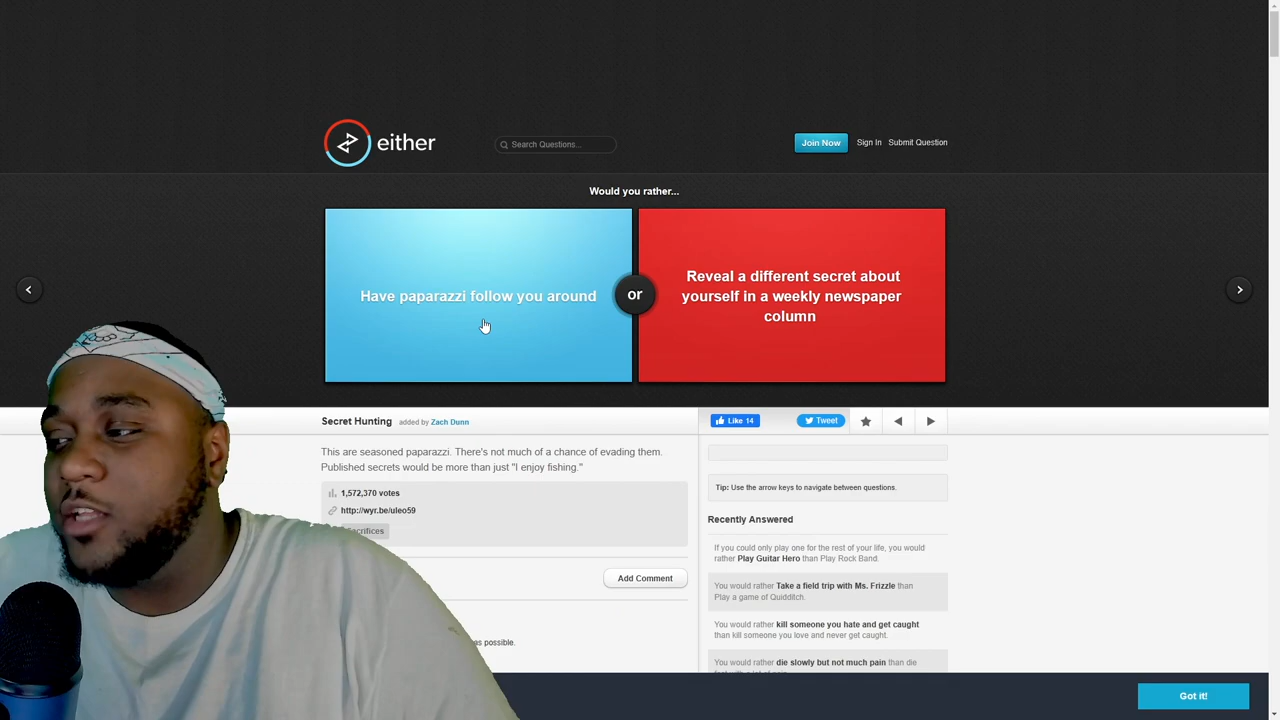 either
Search Questions...
Join Now
Sign In
Submit Question
Would you rather...
Have paparazzi follow you around
or
Reveal a different secret about
yourself in a weekly newspaper
column
Secret Hunting added by Zach Dunn
Like 14
Tweet
This are seasoned paparazzi. There's not much of a chance of evading them.
Published secrets would be more than just "I enjoy fishing."
1,572,370 votes
http://wyr.be/uleo59
Add Comment
possible.
Tip: Use the arrow keys to navigate between questions.
Recently Answered
If you could only play one for the rest of your life, you would
rather Play Guitar Hero than Play Rock Band.
You would rather Take a field trip with Ms. Frizzle than
Play a game of Quidditch.
You would rather kill someone you hate and get caught
than kill someone you love and never get caught.
You would rather die slowly but not much pain than die
Got it!